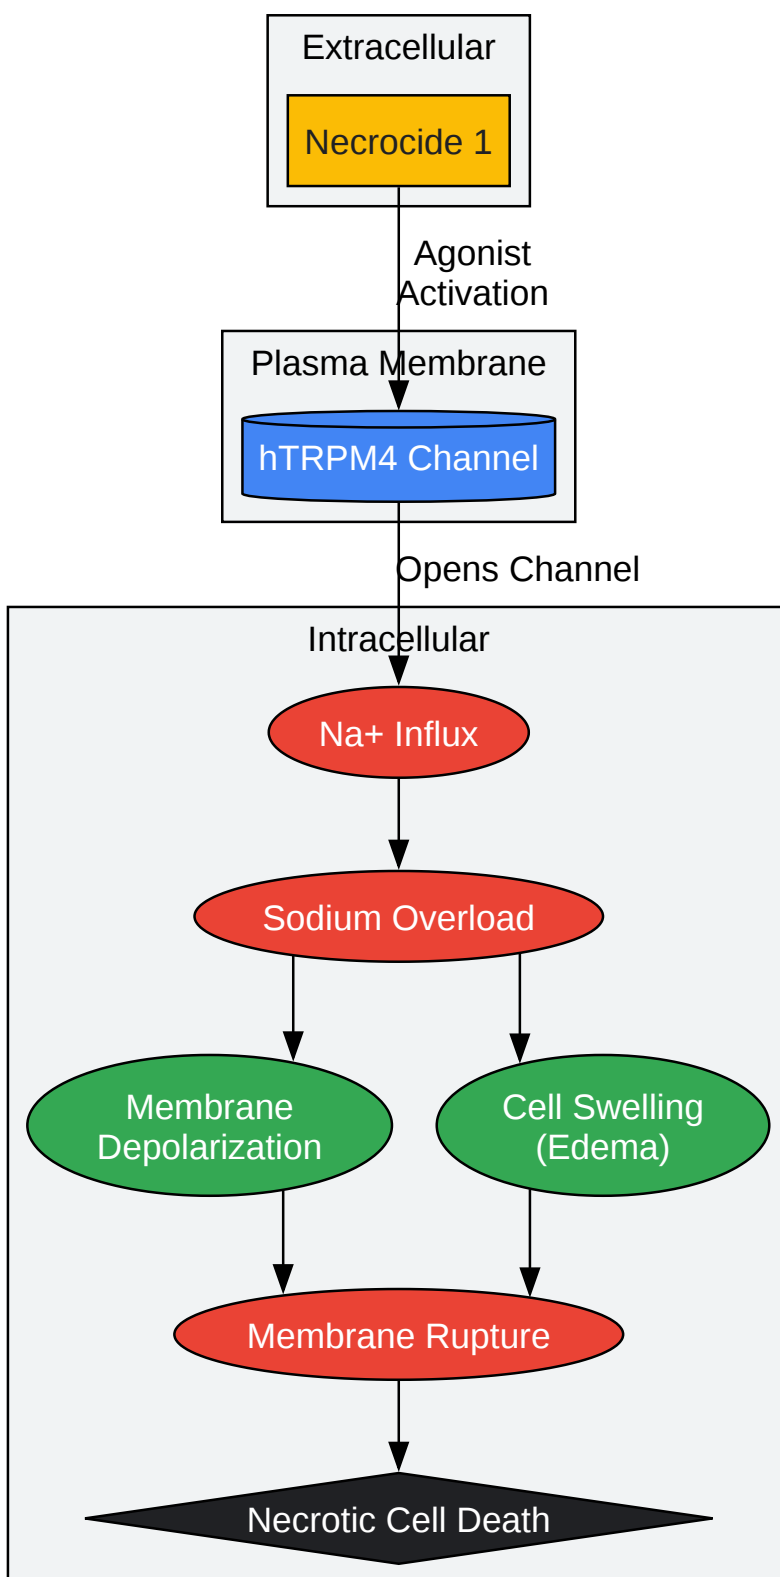 Extracellular
Necrocide 1
Agonist
Activation
Plasma Membrane
hTRPM4 Channel
Opens Channel
Intracellular
Na+ Influx
Sodium Overload
Membrane
Depolarization
Cell Swelling
(Edema)
Membrane Rupture
Necrotic Cell Death